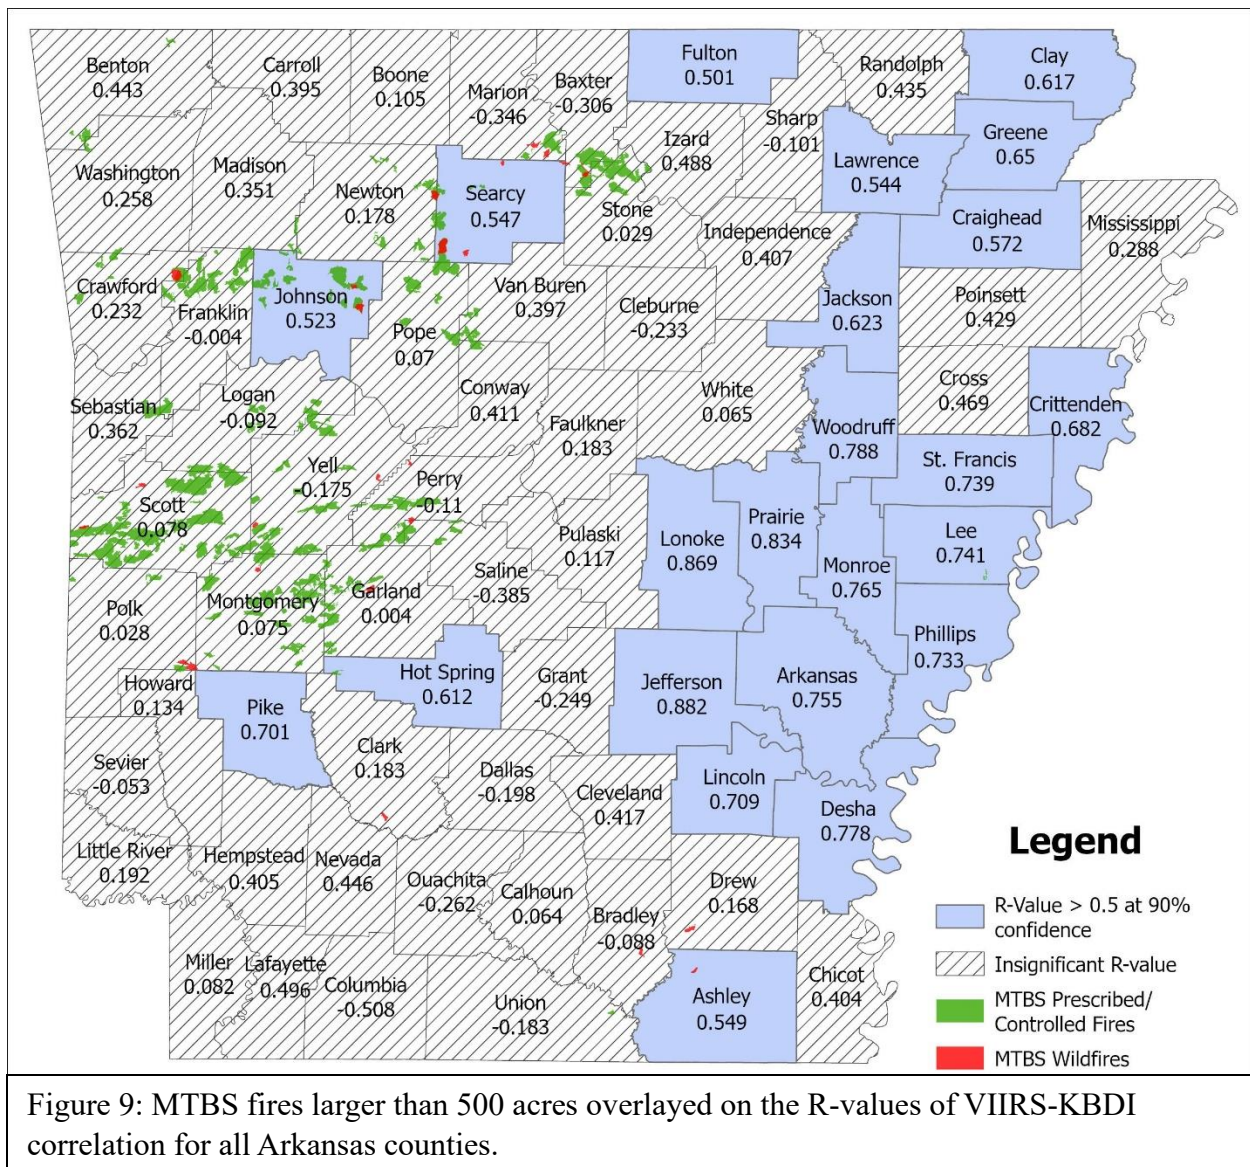 Benton
0.443
Carroll
0.395
Boone
0.105
Marion
-0.346
Baxter
-0.306
Fulton
0.501
Sharp
-0.101
Randolph
0.435
Clay
0.617
Greene
0.65
Izard
0.488
Lawrence
0.544
Washington
0.258
Madison
0.351
Newton
0.178
Searcy
0.547
Stone
0.029
Independence
0.407
Craighead
0.572
Mississippi
0.288
Crawford
0.232
Franklin
-0.004
Johnson
0.523
Pope
0.07
Van Buren
0.397
Cleburne
-0.233
Jackson
0.623
Poinsett
0.429
Sebastian
0.362
Logan
-0.092
Conway
0.411
Faulkner
0.183
White
0.065
Woodruff
0.788
Cross
0.469
Crittenden
0.682
St. Francis
0.739
Scott
0.078
Yell
-0.175
Perry
-0.11
Pulaski
0.117
Lonoke
0.869
Prairie
0.834
Monroe
0.765
Lee
0.741
Polk
0.028
Montgomery
0.075
Garland
0.004
Saline
-0.385
Phillips
0.733
Howard
0.134
Pike
0.701
Hot Spring
0.612
Grant
-0.249
Jefferson
0.882
Arkansas
0.755
Sevier
-0.053
Clark
0.183
Dallas
-0.198
Cleveland
0.417
Lincoln
0.709
Desha
0.778
Little River
0.192
Hempstead
0.405
Nevada
0.446
Ouachita
-0.262
Calhoun
0.064
Bradley
-0.088
Drew
0.168
Miller
0.082
Lafayette
0.496
Columbia
-0.508
Union
-0.183
Ashley
0.549
Chicot
0.404
Legend
R-Value > 0.5 at 90%
confidence
Insignificant R-value
MTBS Prescribed/
Controlled Fires
MTBS Wildfires
Figure 9: MTBS fires larger than 500 acres overlayed on the R-values of VIIRS-KBDI
correlation for all Arkansas counties.